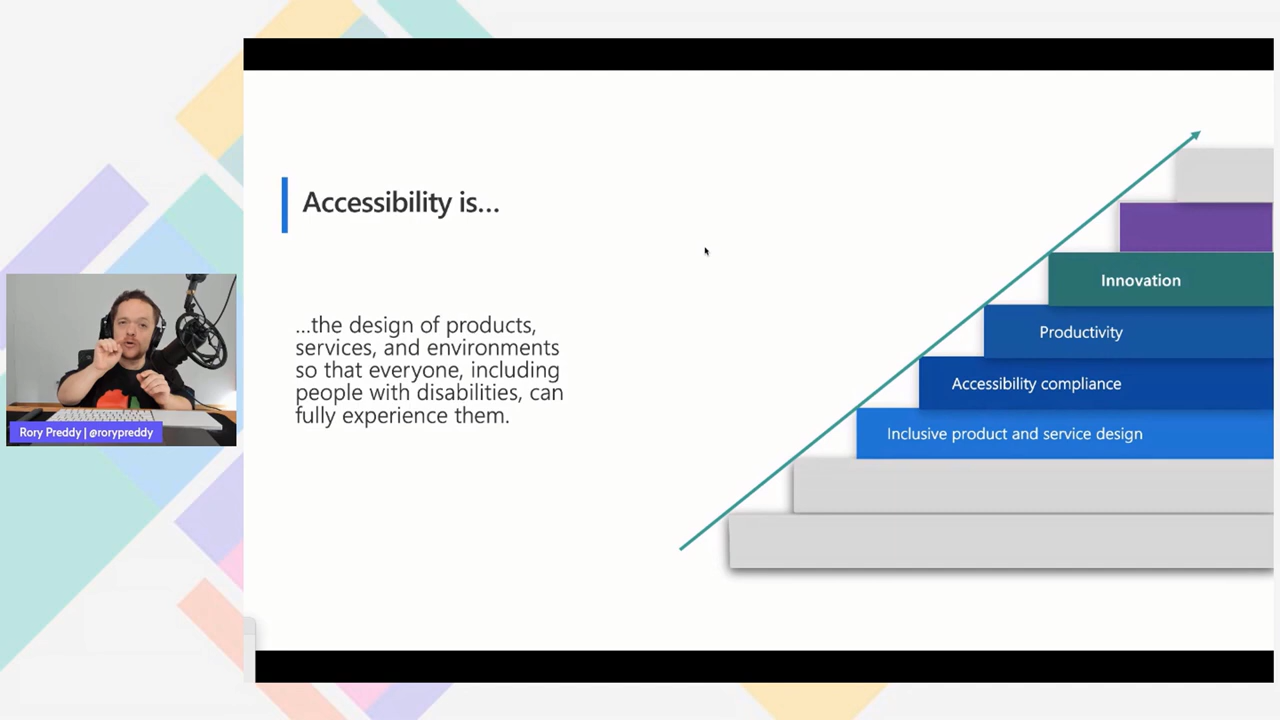 Accessibility is...
...the design of products,
services, and environments
so that everyone, including
people with disabilities, can
fully experience them.
Innovation
Productivity
Accessibility compliance
Inclusive product and service design
Rory Preddy | @rorypreddy